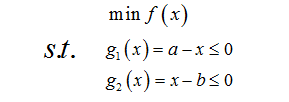 min f(x)
s.t. g₁(x) = a − x ≤ 0
g₂(x) = x − b ≤ 0